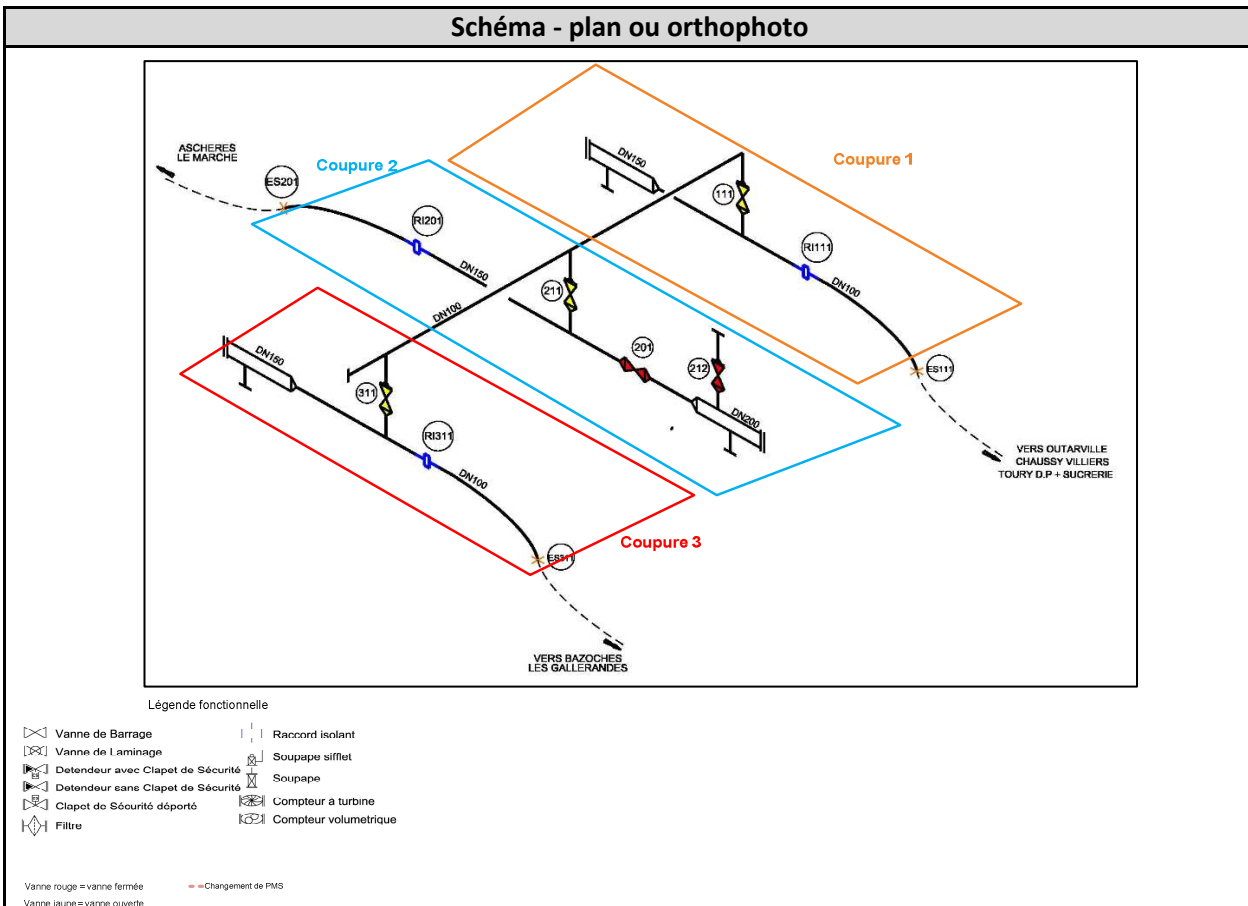 Schéma - plan ou orthophoto
ASCHERES
LE MARCHE
Coupure 2
Coupure 1
DN150
ES201
111
RI201
RI111
DN150
DN100
211
DN100
201
212
ES111
DN150
311
DN200
RI311
DN100
VERS OUTARVILLE
CHAUSSY VILLIERS
TOURY D.P + SUCRERIE
Coupure 3
ES311
VERS BAZOCHES
LES GALLERANDES
Légende fonctionnelle
Vanne de Barrage
Vanne de Laminage
Detendeur avec Clapet de Sécurité
Detendeur sans Clapet de Sécurité
Clapet de Sécurité déporté
Filtre
Raccord isolant
Soupape sifflet
Soupape
Compteur à turbine
Compteur volumetrique
Vanne rouge = vanne fermée
Changement de PMS
Vanne jaune = vanne ouverte